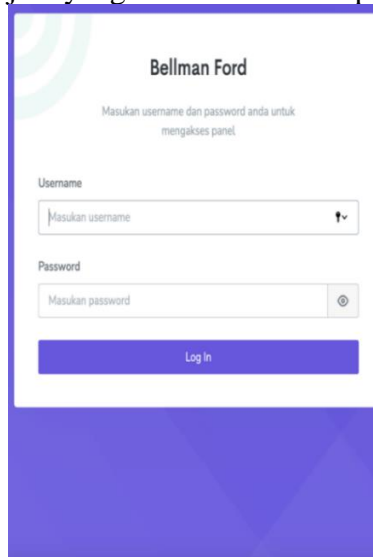 Bellman Ford
Masukan username dan password anda untuk
mengakses panel.
Username
Masukan username
Password
Masukan password
Log In